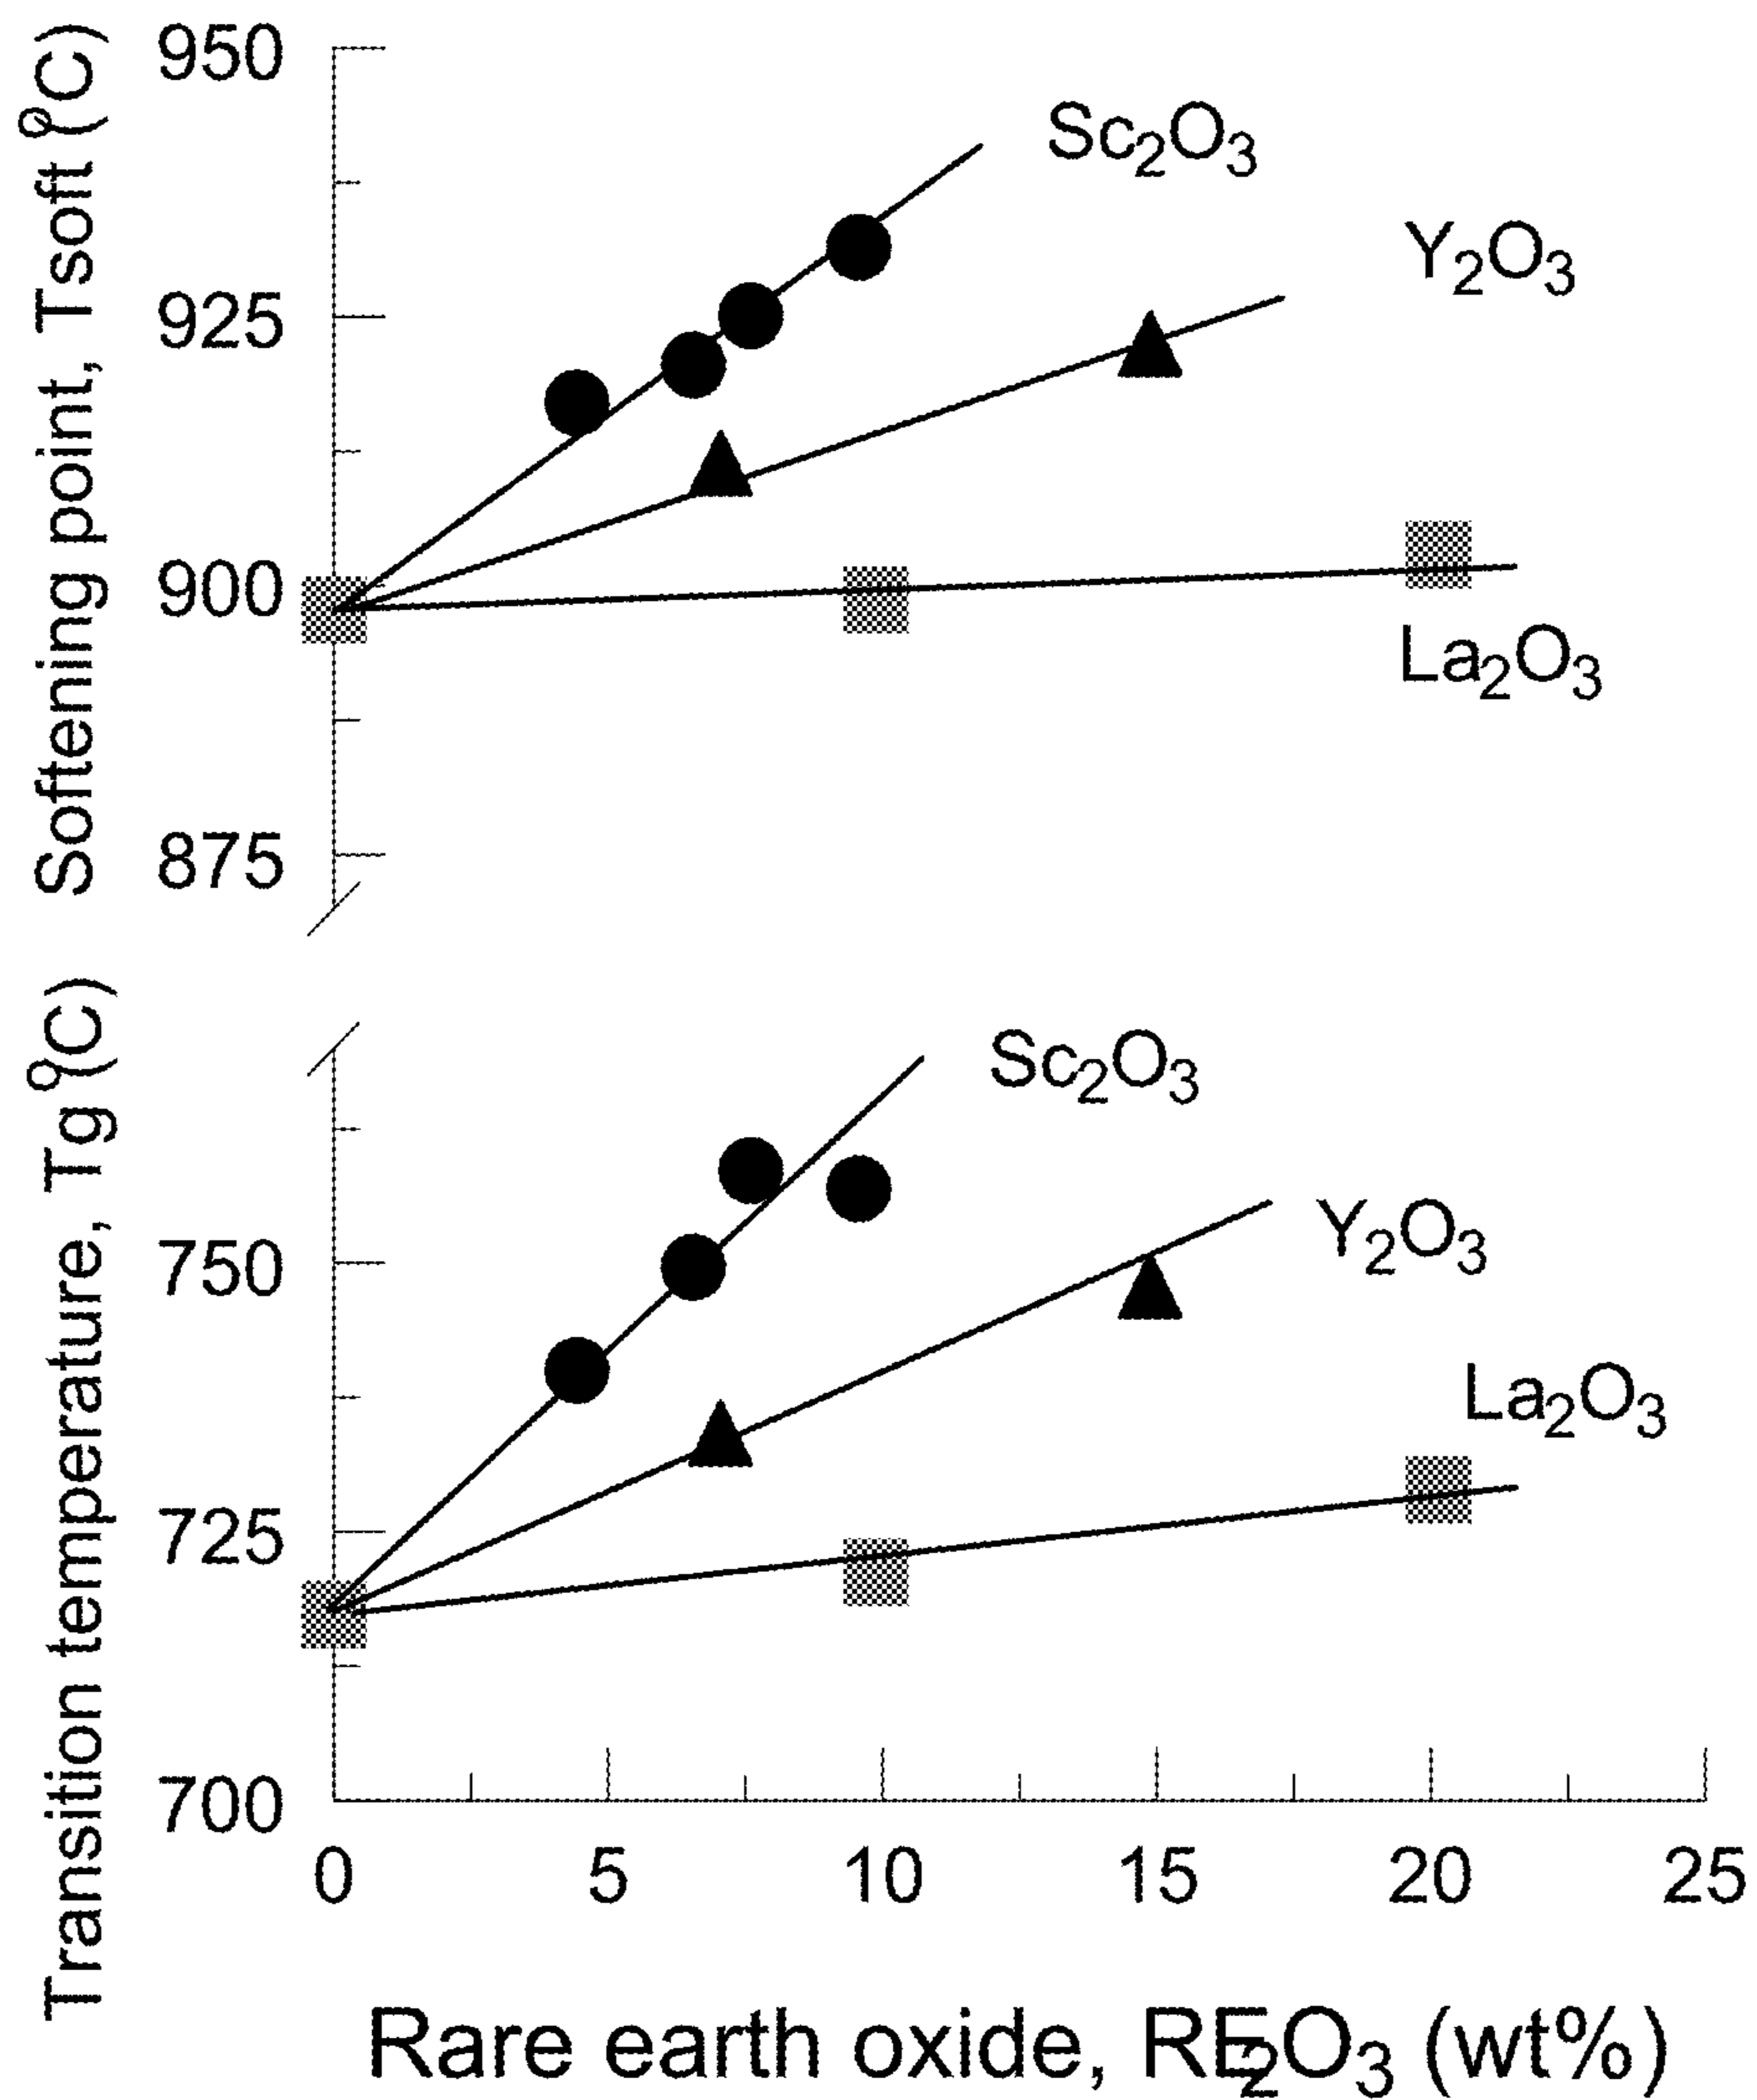 Softening point, Tsoft (°C)
950
925
900
875
Sc₂O₃
Y₂O₃
La₂O₃
Transition temperature, Tg (°C)
750
725
700
Sc₂O₃
Y₂O₃
La₂O₃
0 5 10 15 20 25
Rare earth oxide, RE₂O₃ (wt%)